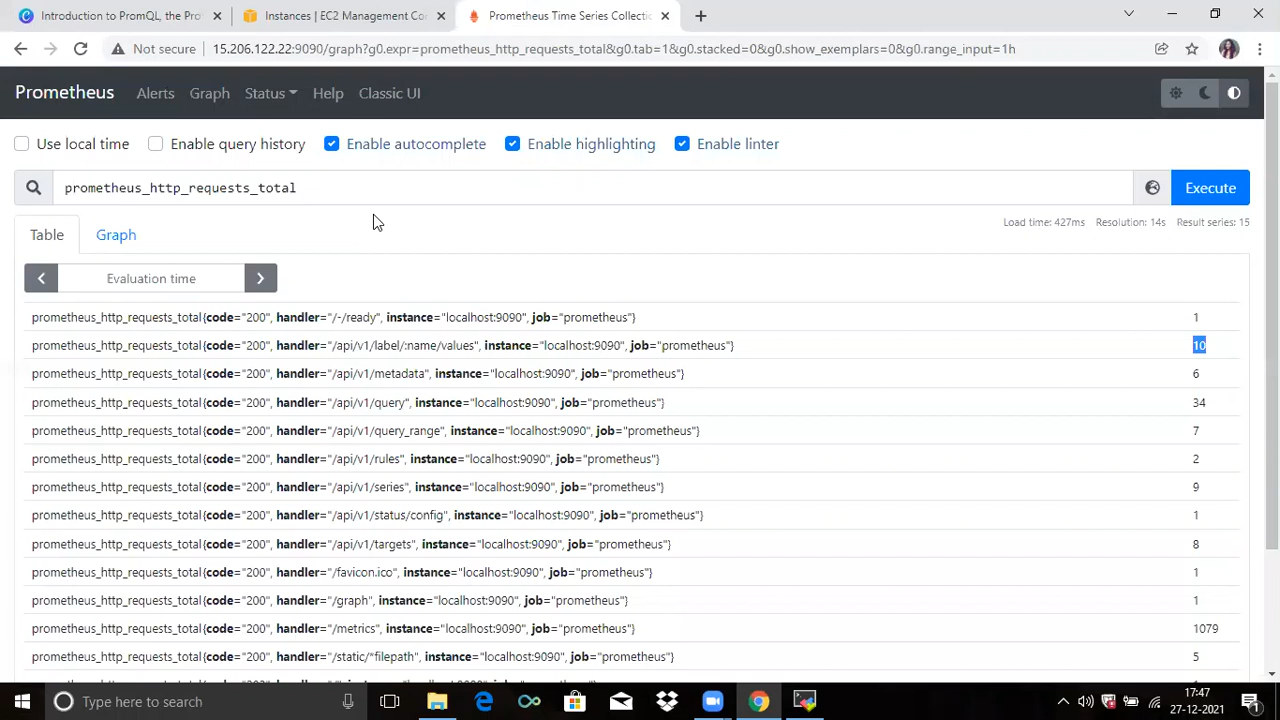 Introduction to PromQL, the Pro
Instances | EC2 Management Con
Prometheus Time Series Collectio
Not secure
15.206.122.22:9090/graph?g0.expr=prometheus_http_requests_total&g0.tab=1&g0.stacked=0&g0.show_exemplars=0&g0.range_input=1h
Prometheus Alerts Graph Status Help Classic UI
Use local time Enable query history Enable autocomplete Enable highlighting Enable linter
prometheus_http_requests_total Execute
Load time: 427ms Resolution: 14s Result series: 15
Table Graph
Evaluation time
prometheus_http_requests_total{code="200", handler="/-/ready", instance="localhost:9090", job="prometheus"} 1
prometheus_http_requests_total{code="200", handler="/api/v1/label/:name/values", instance="localhost:9090", job="prometheus"} 10
prometheus_http_requests_total{code="200", handler="/api/v1/metadata", instance="localhost:9090", job="prometheus"} 6
prometheus_http_requests_total{code="200", handler="/api/v1/query", instance="localhost:9090", job="prometheus"} 34
prometheus_http_requests_total{code="200", handler="/api/v1/query_range", instance="localhost:9090", job="prometheus"} 7
prometheus_http_requests_total{code="200", handler="/api/v1/rules", instance="localhost:9090", job="prometheus"} 2
prometheus_http_requests_total{code="200", handler="/api/v1/series", instance="localhost:9090", job="prometheus"} 9
prometheus_http_requests_total{code="200", handler="/api/v1/status/config", instance="localhost:9090", job="prometheus"} 1
prometheus_http_requests_total{code="200", handler="/api/v1/targets", instance="localhost:9090", job="prometheus"} 8
prometheus_http_requests_total{code="200", handler="/favicon.ico", instance="localhost:9090", job="prometheus"} 1
prometheus_http_requests_total{code="200", handler="/graph", instance="localhost:9090", job="prometheus"} 1
prometheus_http_requests_total{code="200", handler="/metrics", instance="localhost:9090", job="prometheus"} 1079
prometheus_http_requests_total{code="200", handler="/static/*filepath", instance="localhost:9090", job="prometheus"} 5
Type here to search
17:47
27-12-2021